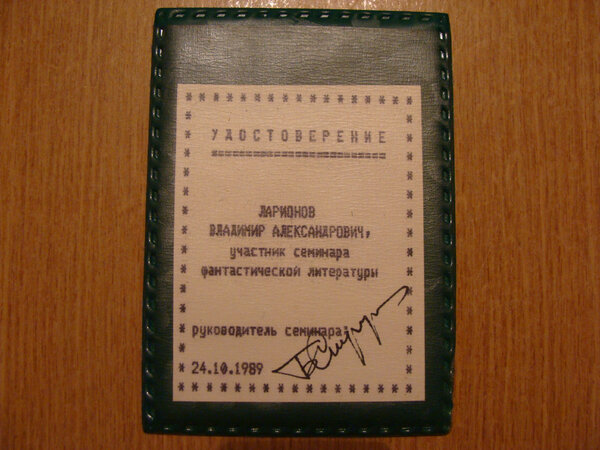 УДОСТОВЕРЕНИЕ
ЛАРИОНОВ
ВЛАДИМИР АЛЕКСАНДРОВИЧ,
участник семинара
фантастической литературы
руководитель семинара:
24.10.1989